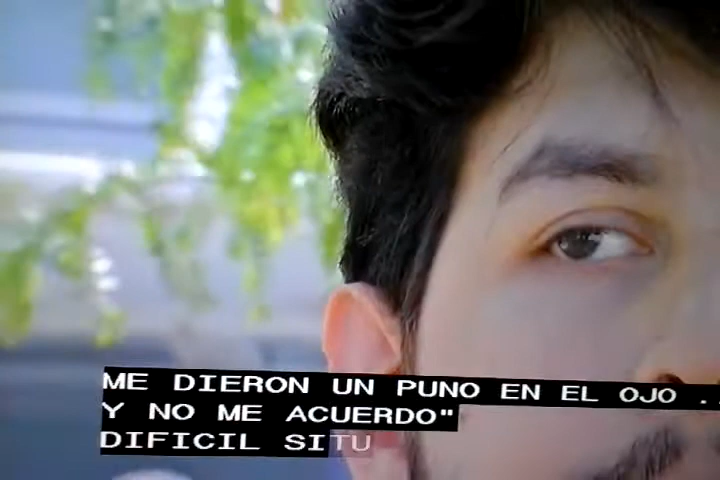 ME DIERON UN PUNO EN EL OJO ..
Y NO ME ACUERDO"
DIFICIL SITU